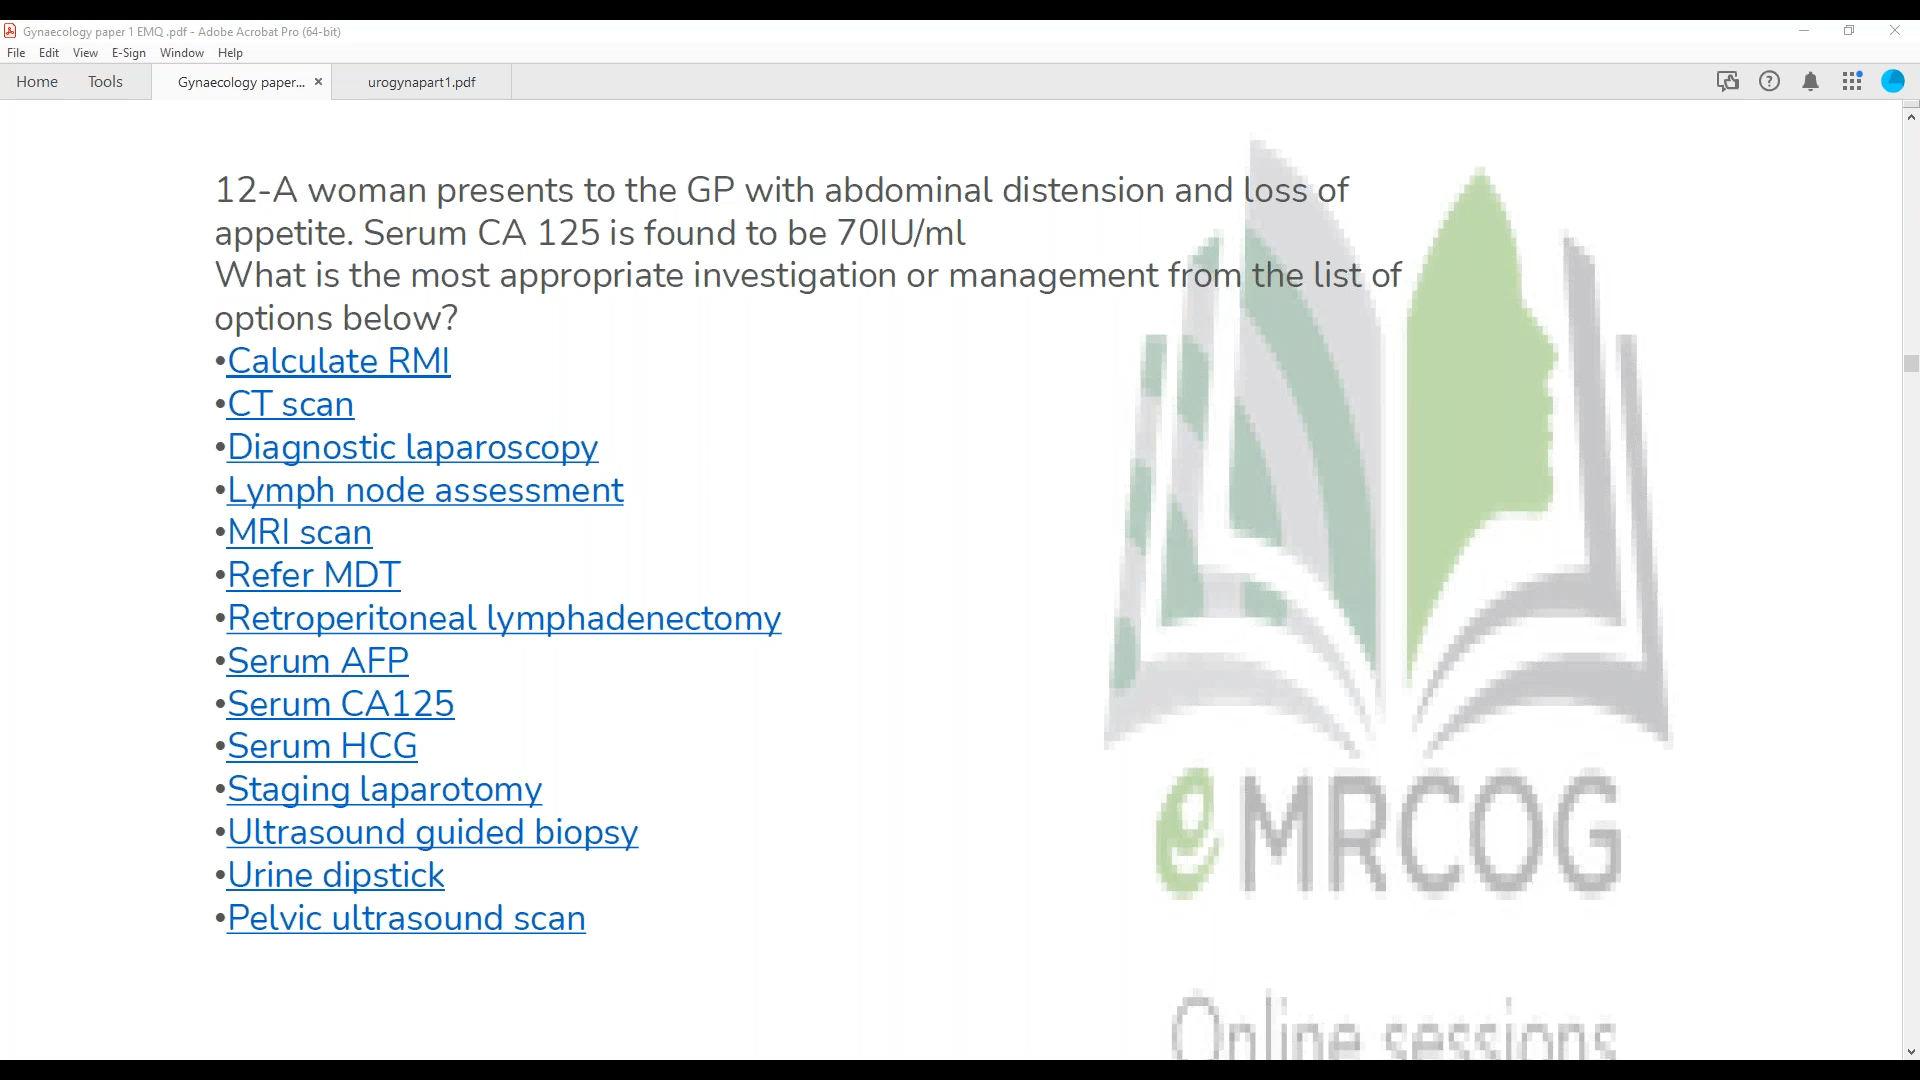 Gynaecology paper 1 EMQ .pdf - Adobe Acrobat Pro (64-bit)
File Edit View E-Sign Window Help
Home Tools Gynaecology paper... × urogynapart1.pdf
12-A woman presents to the GP with abdominal distension and loss of
appetite. Serum CA 125 is found to be 70IU/ml
What is the most appropriate investigation or management from the list of
options below?
•Calculate RMI
•CT scan
•Diagnostic laparoscopy
•Lymph node assessment
•MRI scan
•Refer MDT
•Retroperitoneal lymphadenectomy
•Serum AFP
•Serum CA125
•Serum HCG
•Staging laparotomy
•Ultrasound guided biopsy
•Urine dipstick
•Pelvic ultrasound scan
eMRCOG
Online sessions